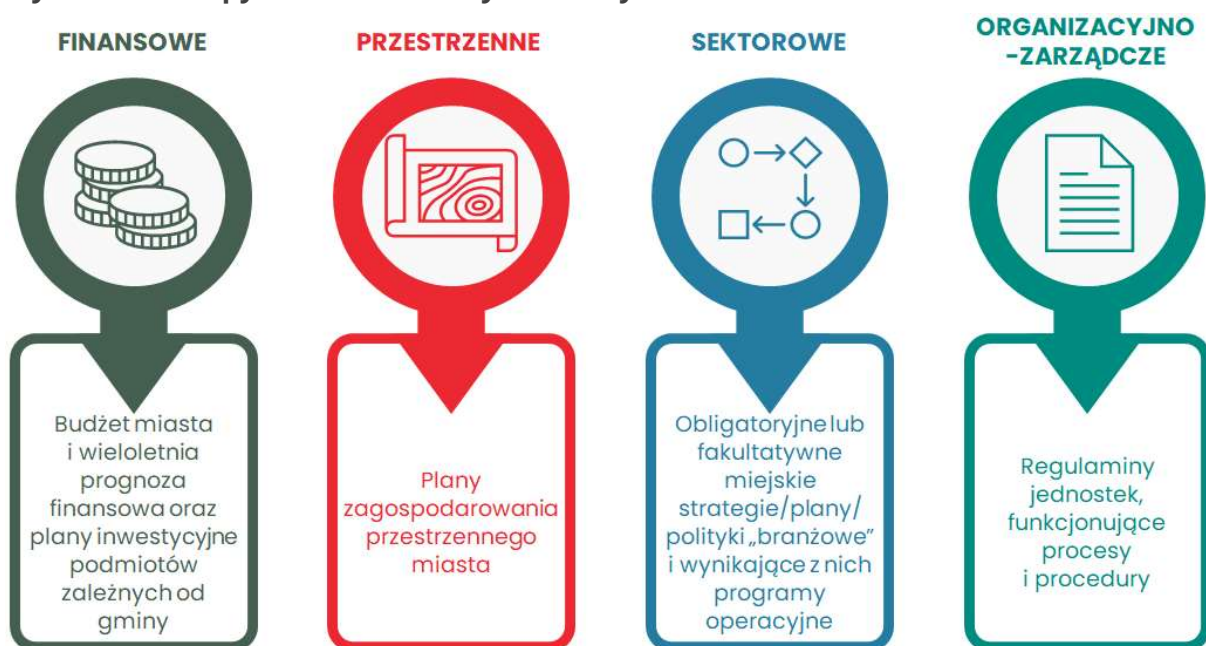 FINANSOWE
PRZESTRZENNE
SEKTOROWE
ORGANIZACYJNO
-ZARZĄDCZE
Budżet miasta
i wieloletnia
prognoza
finansowa oraz
plany inwestycyjne
podmiotów
zależnych od
gminy
Plany
zagospodarowania
przestrzennego
miasta
Obligatoryjne lub
fakultatywne
miejskie
strategie/plany/
polityki „branżowe”
i wynikające z nich
programy
operacyjne
Regulaminy
jednostek,
funkcjonujące
procesy
i procedury